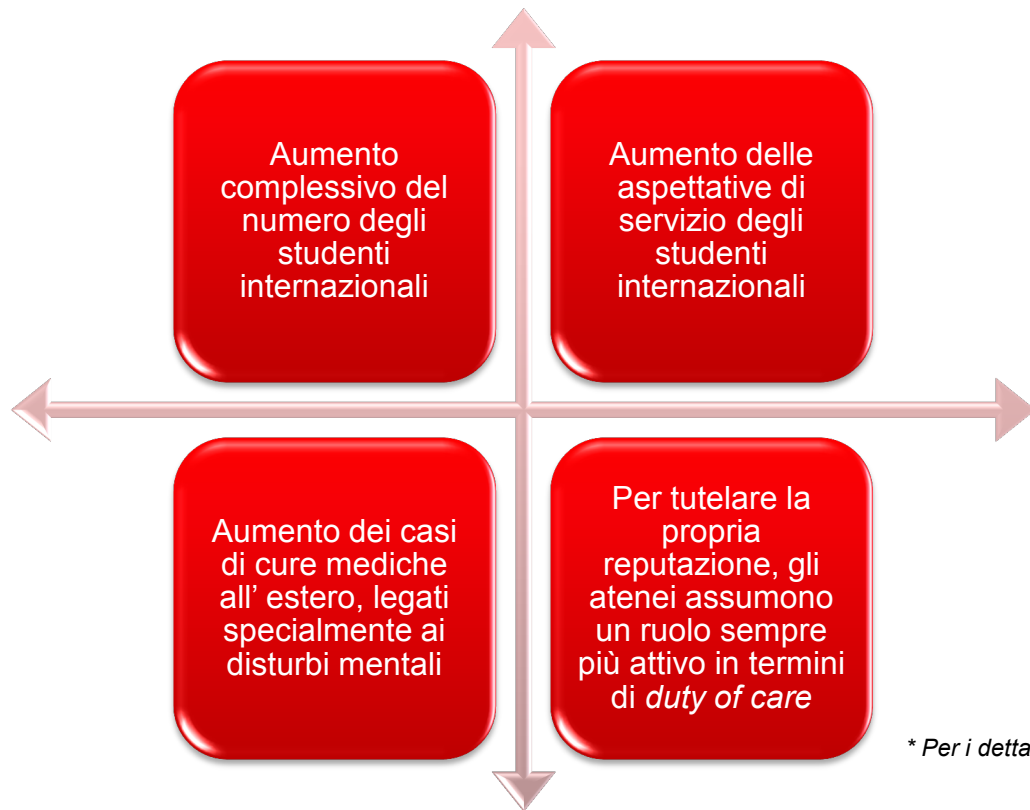 Aumento
complessivo del
numero degli
studenti
internazionali
Aumento delle
aspettative di
servizio degli
studenti
internazionali
Aumento dei casi
di cure mediche
all’ estero, legati
specialmente ai
disturbi mentali
Per tutelare la
propria
reputazione, gli
atenei assumono
un ruolo sempre
più attivo in termini
di duty of care
* Per i detta